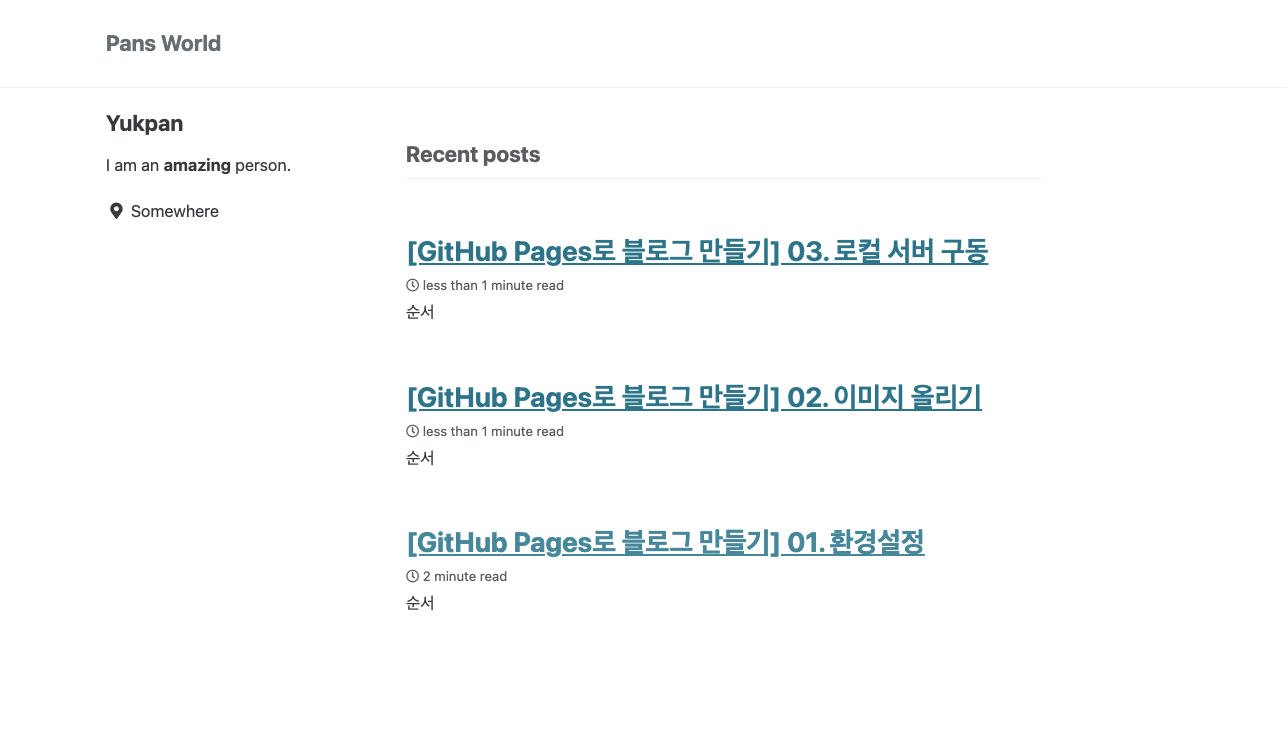 Pans World
Yukpan
I am an amazing person.
Somewhere
Recent posts
[GitHub Pages로 블로그 만들기] 03. 로컬 서버 구동
less than 1 minute read
순서
[GitHub Pages로 블로그 만들기] 02. 이미지 올리기
less than 1 minute read
순서
[GitHub Pages로 블로그 만들기] 01. 환경설정
2 minute read
순서